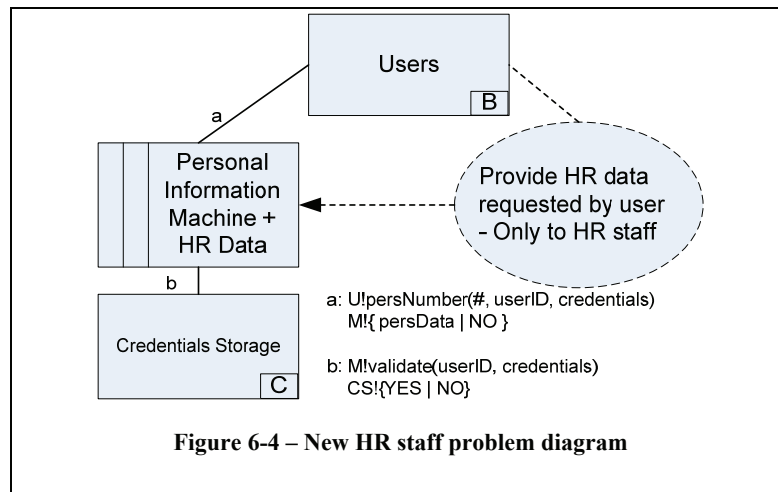 Users
B
a
Personal
Information
Machine +
HR Data
Provide HR data
requested by user
- Only to HR staff
b
Credentials Storage
C
a: U!persNumber(#, userID, credentials)
M!{ persData | NO }
b: M!validate(userID, credentials)
CS!{YES | NO}
Figure 6-4 – New HR staff problem diagram